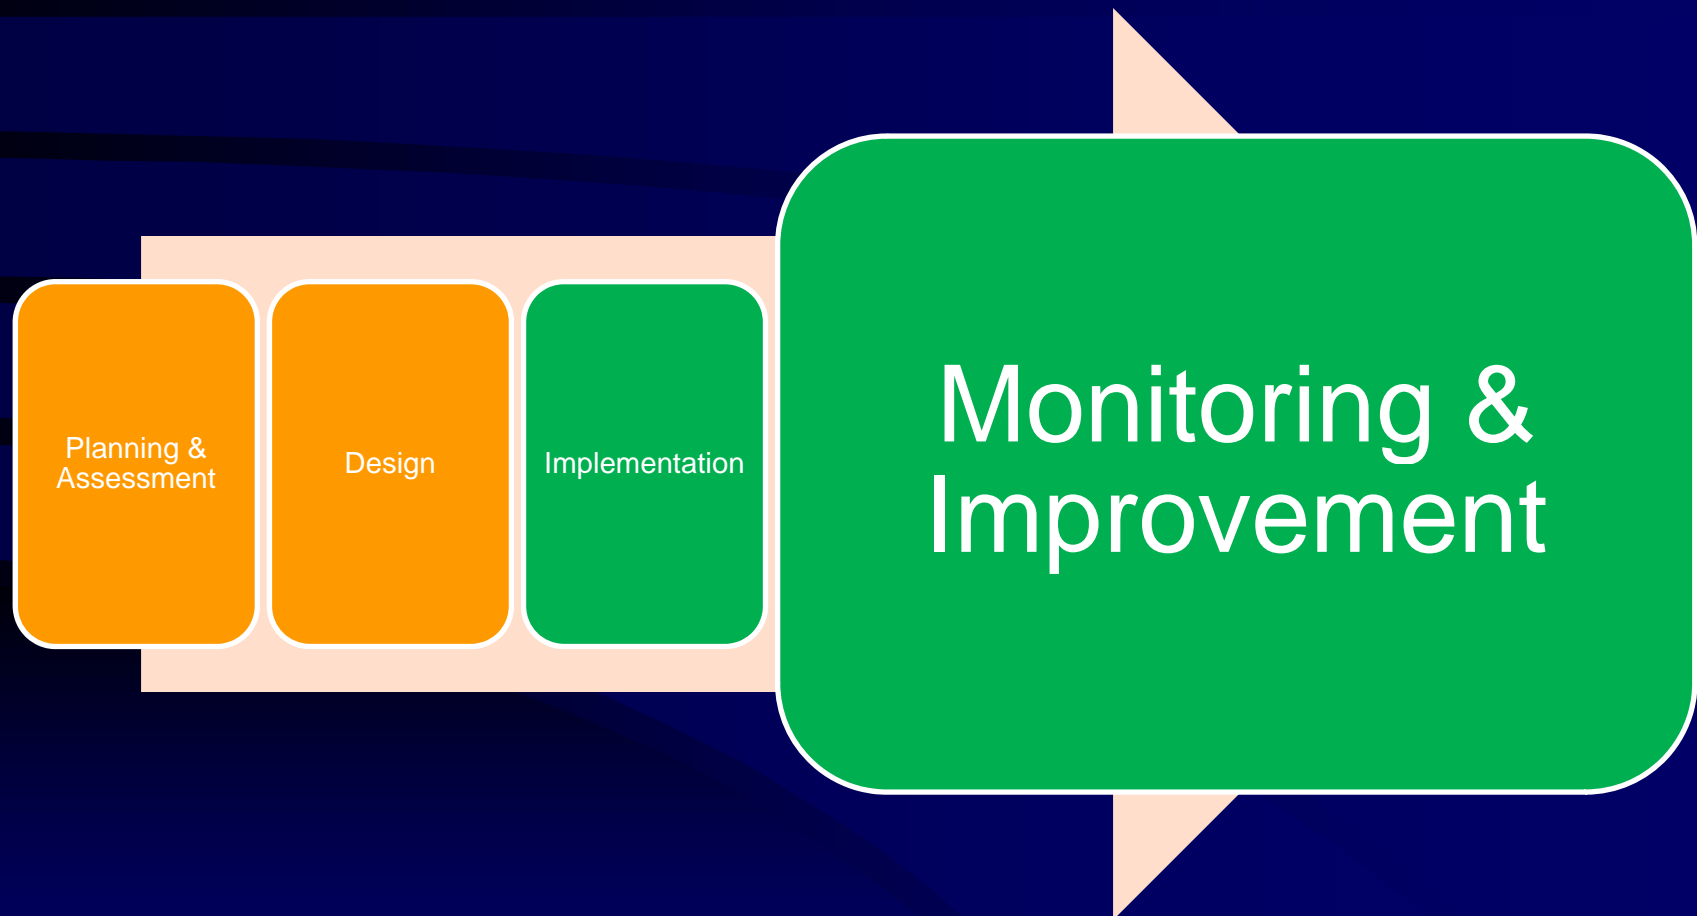 Planning &
Assessment
Design
Implementation
Monitoring &
Improvement